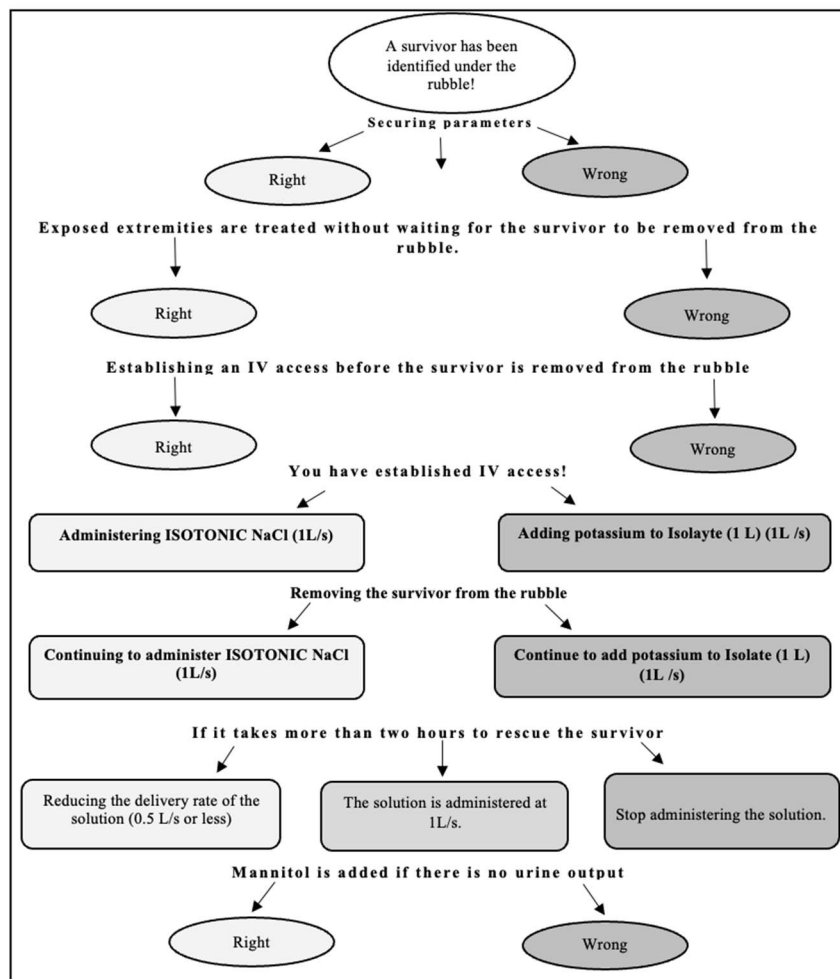 A survivor has been
identified under the
rubble!
Securing parameters
Right
Wrong
Exposed extremities are treated without waiting for the survivor to be removed from the
rubble.
Right
Wrong
Establishing an IV access before the survivor is removed from the rubble
Right
Wrong
You have established IV access!
Administering ISOTONIC NaCl (1L/s)
Adding potassium to Isolayte (1 L) (1L /s)
Removing the survivor from the rubble
Continuing to administer ISOTONIC NaCl
(1L/s)
Continue to add potassium to Isolate (1 L)
(1L /s)
If it takes more than two hours to rescue the survivor
Reducing the delivery rate of the
solution (0.5 L/s or less)
The solution is administered at
1L/s.
Stop administering the solution.
Mannitol is added if there is no urine output
Right
Wrong